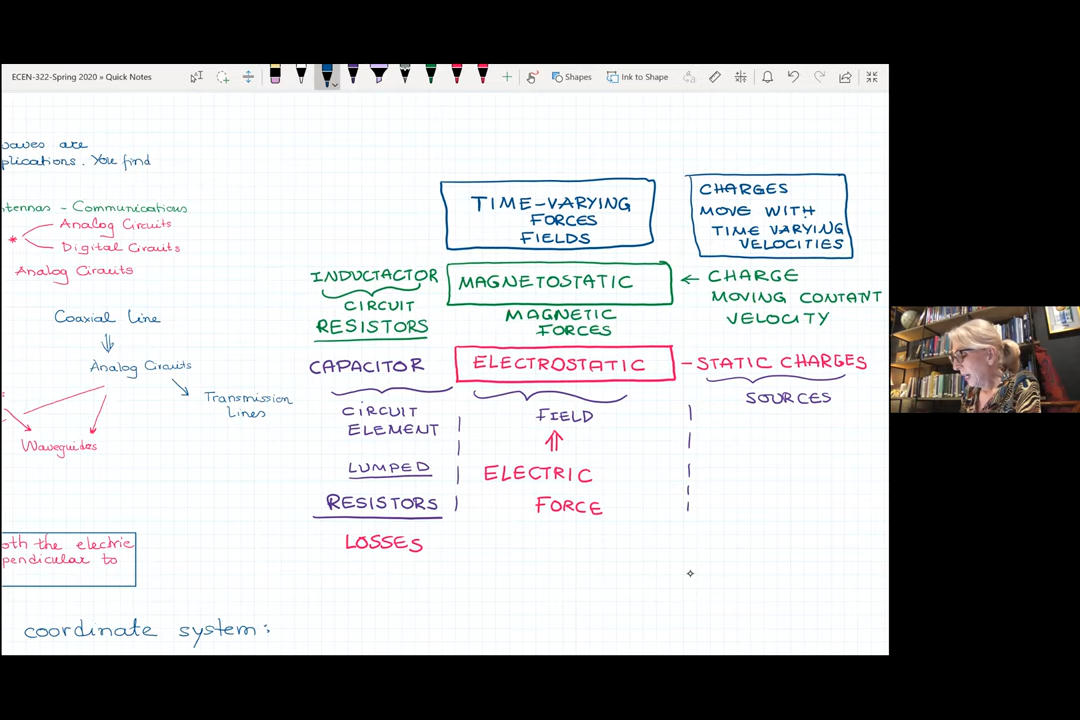 ECEN-322-Spring 2020 » Quick Notes
Shapes
Ink to Shape
waves are
plications. You find
tennas - Communications
* Analog Circuits
Digital Circuits
Analog Circuits
Coaxial Line
Analog Circuits
Transmission
Lines
Waveguides
oth the electric
pendicular to
coordinate system:
TIME-VARYING
FORCES
FIELDS
CHARGES
MOVE WITH
TIME VARYING
VELOCITIES
INDUCTACTOR
CIRCUIT
RESISTORS
MAGNETOSTATIC
MAGNETIC
FORCES
← CHARGE
MOVING CONTANT
VELOCITY
CAPACITOR
ELECTROSTATIC
- STATIC CHARGES
SOURCES
CIRCUIT
ELEMENT
LUMPED
RESISTORS
LOSSES
FIELD
ELECTRIC
FORCE